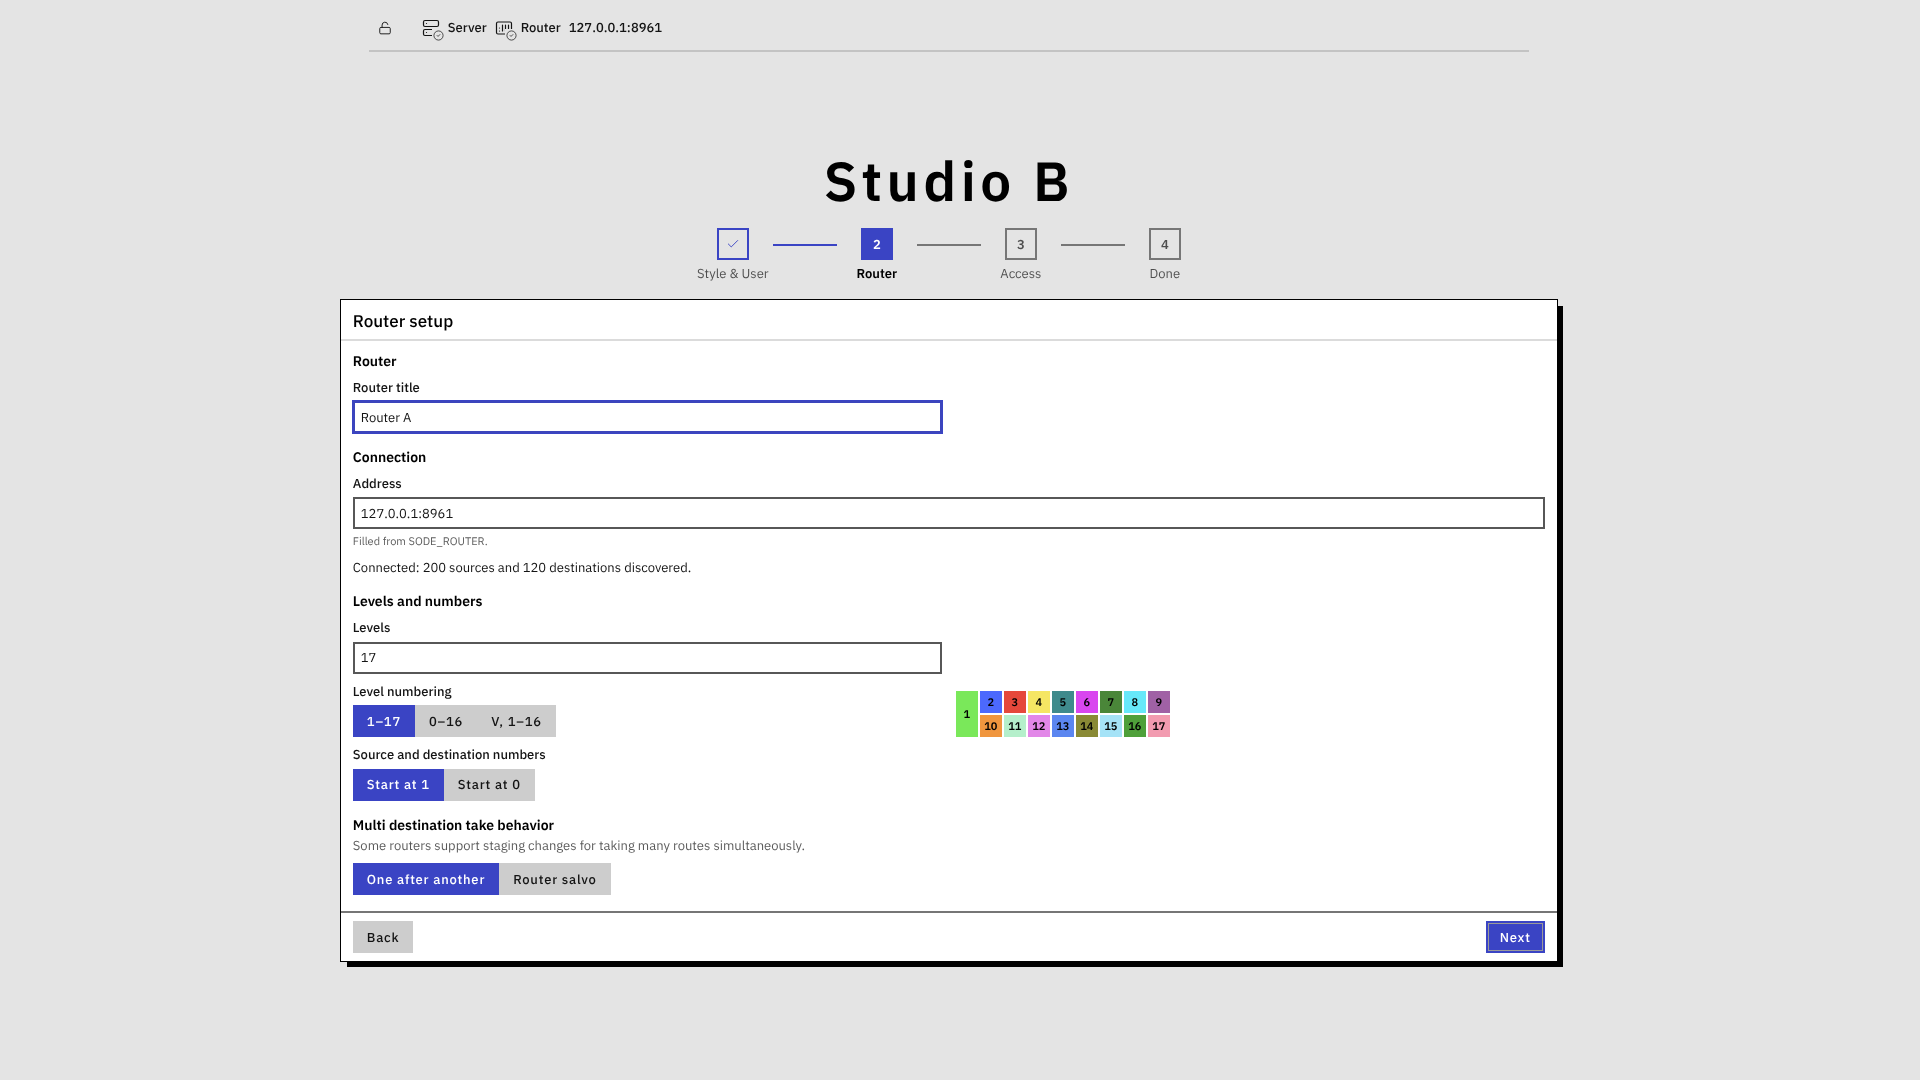 Server Router 127.0.0.1:8961
Studio B
2 3 4
Style & User Router Access Done
Router setup
Router
Router title
Router A
Connection
Address
127.0.0.1:8961
Filled from SODE_ROUTER.
Connected: 200 sources and 120 destinations discovered.
Levels and numbers
Levels
17
Level numbering
1–17 0–16 V, 1–16
1 2 3 4 5 6 7 8 9
10 11 12 13 14 15 16 17
Source and destination numbers
Start at 1 Start at 0
Multi destination take behavior
Some routers support staging changes for taking many routes simultaneously.
One after another Router salvo
Back Next